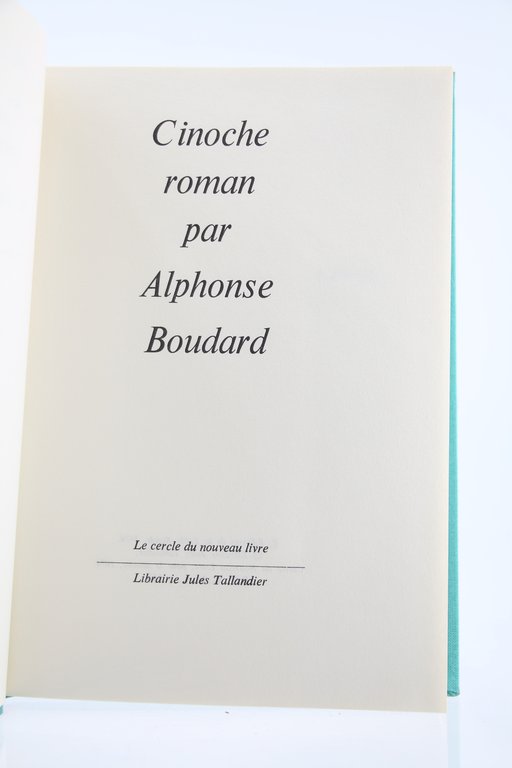 Cinoche
roman
par
Alphonse
Boudard
Le cercle du nouveau livre
Librairie Jules Tallandier